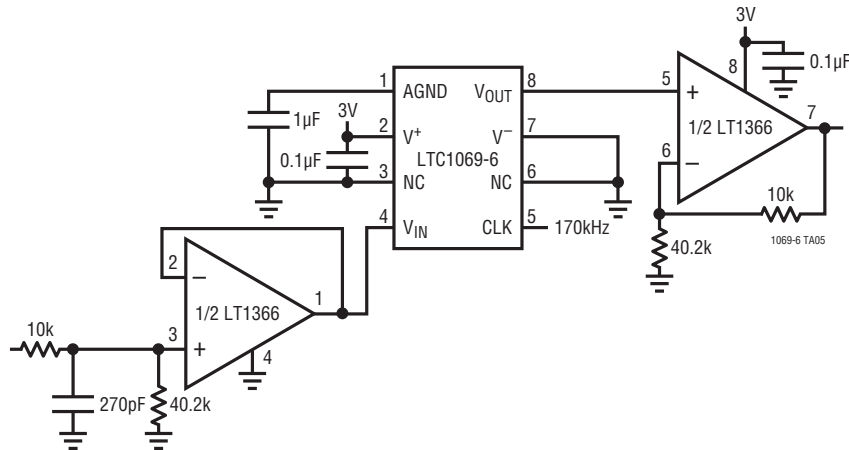 3V
8
0.1µF
1 AGND VOUT 8
5 +
7
1/2 LT1366
1µF
3V
2 V+
V− 7
0.1µF
LTC1069-6
6 −
3 NC
NC 6
10k
4 VIN
CLK 5 170kHz
40.2k
1069-6 TA05
2 −
1
1/2 LT1366
10k
3 +
4
270pF
40.2k